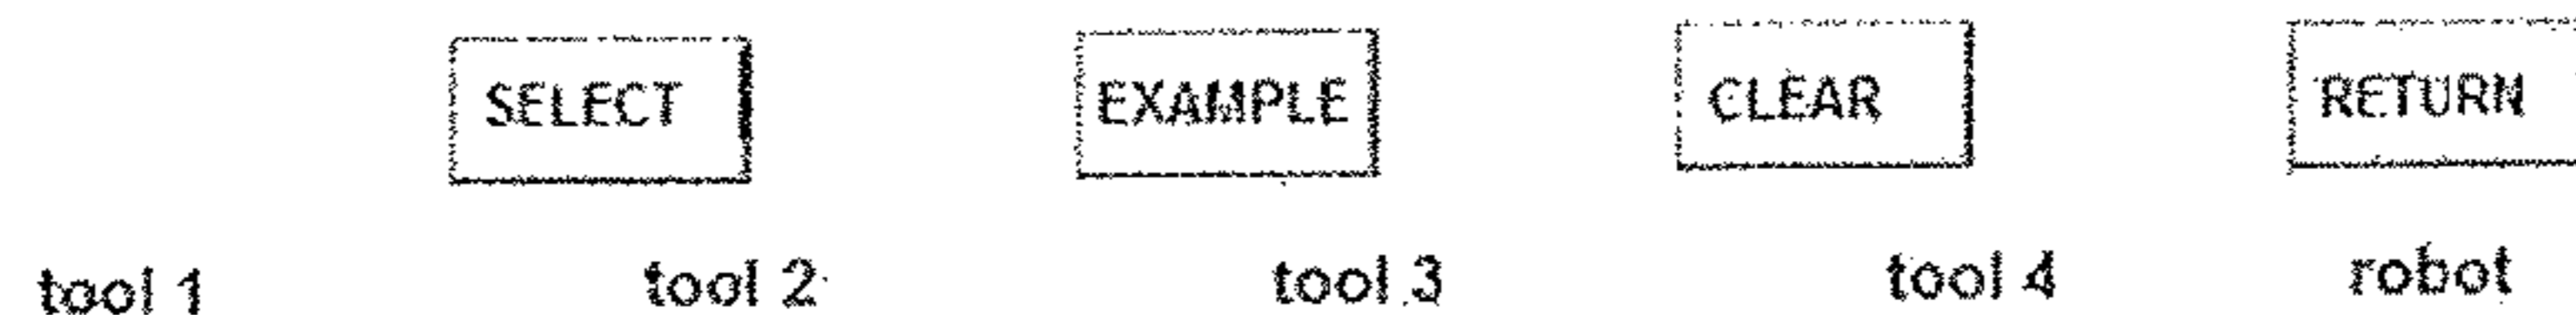 SELECT EXAMPLE CLEAR RETURN
tool 1 tool 2 tool 3 tool 4 robot